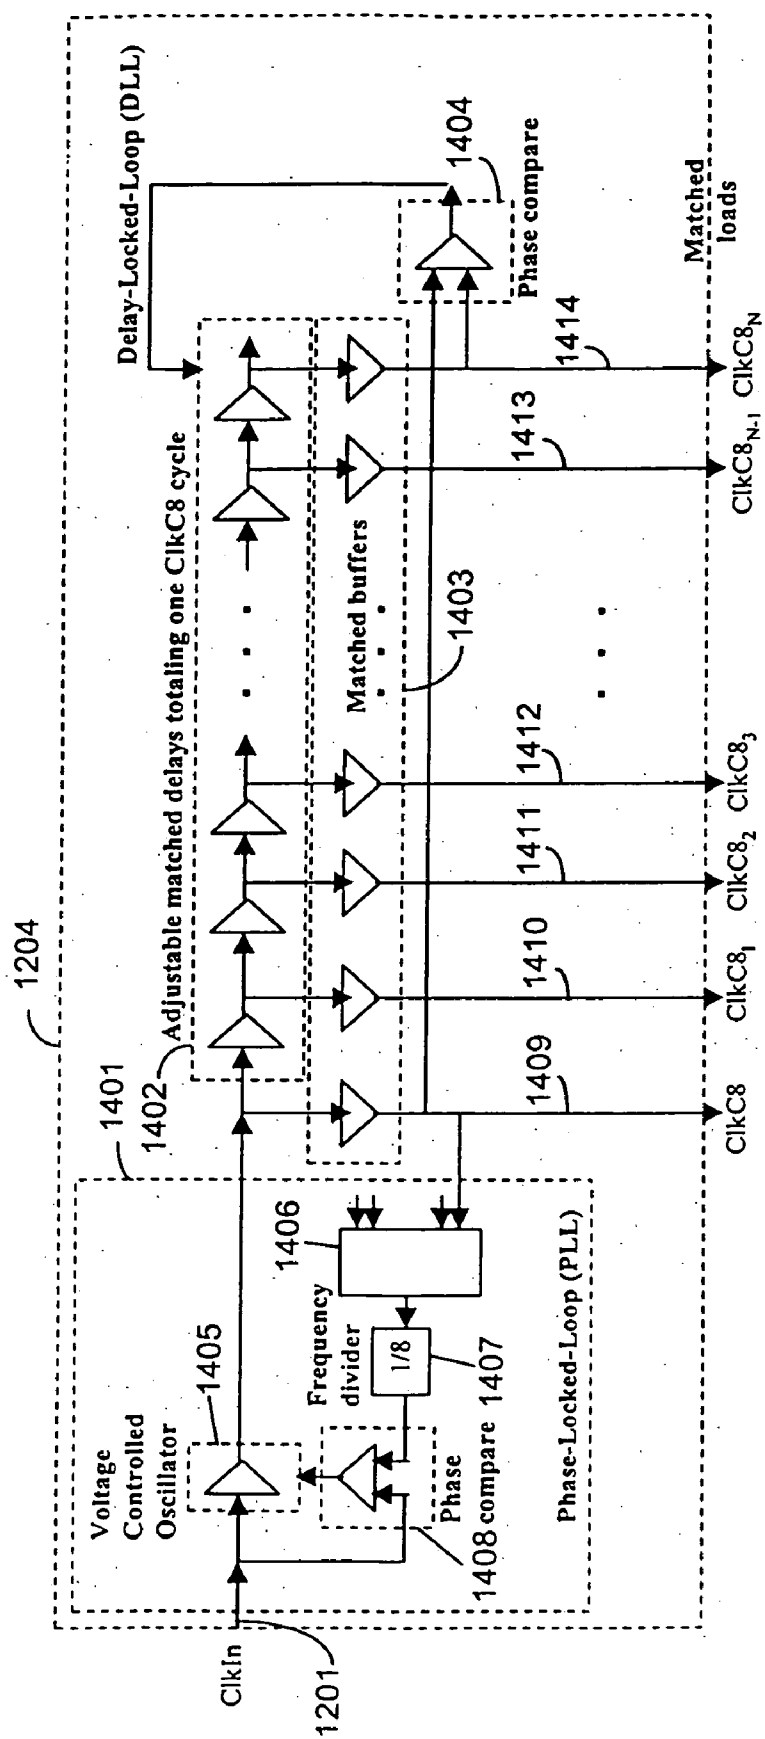 1204
1401
1402
Adjustable matched delays totaling one ClkC8 cycle
Delay-Locked-Loop (DLL)
Voltage
Controlled
Oscillator
1405
ClkIn
1201
Frequency
divider
1406
1/8
1407
Phase
compare
1408
Phase-Locked-Loop (PLL)
Matched buffers
1403
1404
Phase compare
1409
1410
1411
1412
1413
1414
Matched
loads
ClkC8
ClkC8₁
ClkC8₂
ClkC8₃
ClkC8N-1
ClkC8N